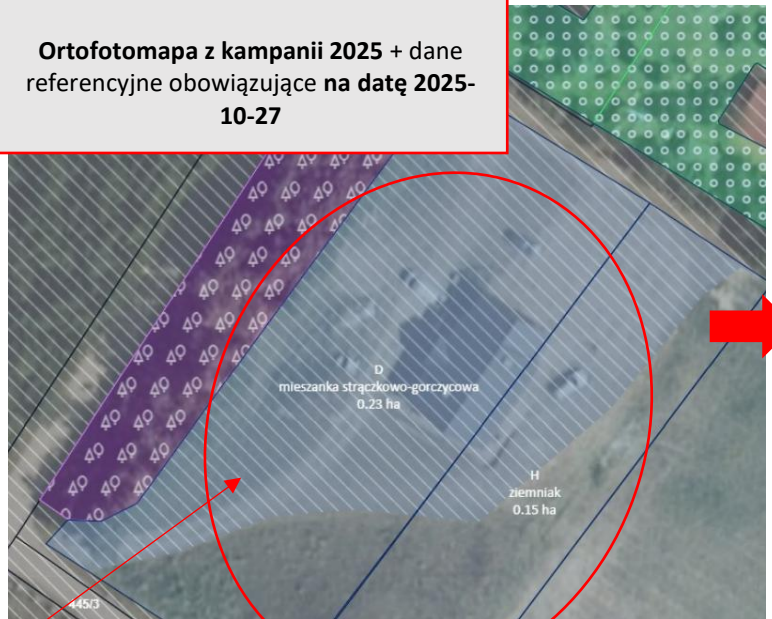 Ortofotomapa z kampanii 2025 + dane
referencyjne obowiązujące na datę 2025-
10-27
D
mieszanka strączkowo-gorczycowa
0.23 ha
H
ziemniak
0.15 ha
445/3